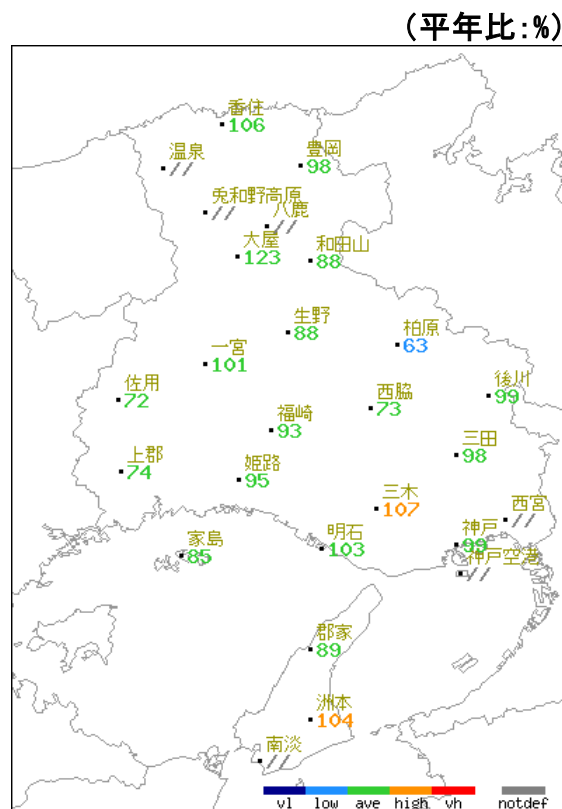 (平年比:%)
香住
106
温泉
//
豊岡
98
兎和野高原
//
八鹿
//
大屋
123
和田山
88
生野
88
柏原
63
一宮
101
佐用
72
後川
99
西脇
73
福崎
93
三田
98
上郡
74
姫路
95
三木
107
西宮
//
家島
85
明石
103
神戸
99
神戸空港
//
郡家
89
洲本
104
南淡
//
vl low ave high vh notdef